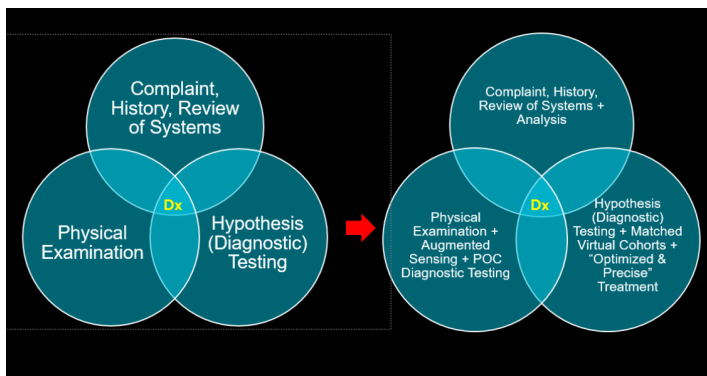 Complaint,
History, Review
of Systems
Dx
Physical
Examination
Hypothesis
(Diagnostic)
Testing
Complaint, History,
Review of Systems +
Analysis
Dx
Physical
Examination +
Augmented
Sensing + POC
Diagnostic Testing
Hypothesis
(Diagnostic)
Testing + Matched
Virtual Cohorts +
“Optimized &
Precise”
Treatment